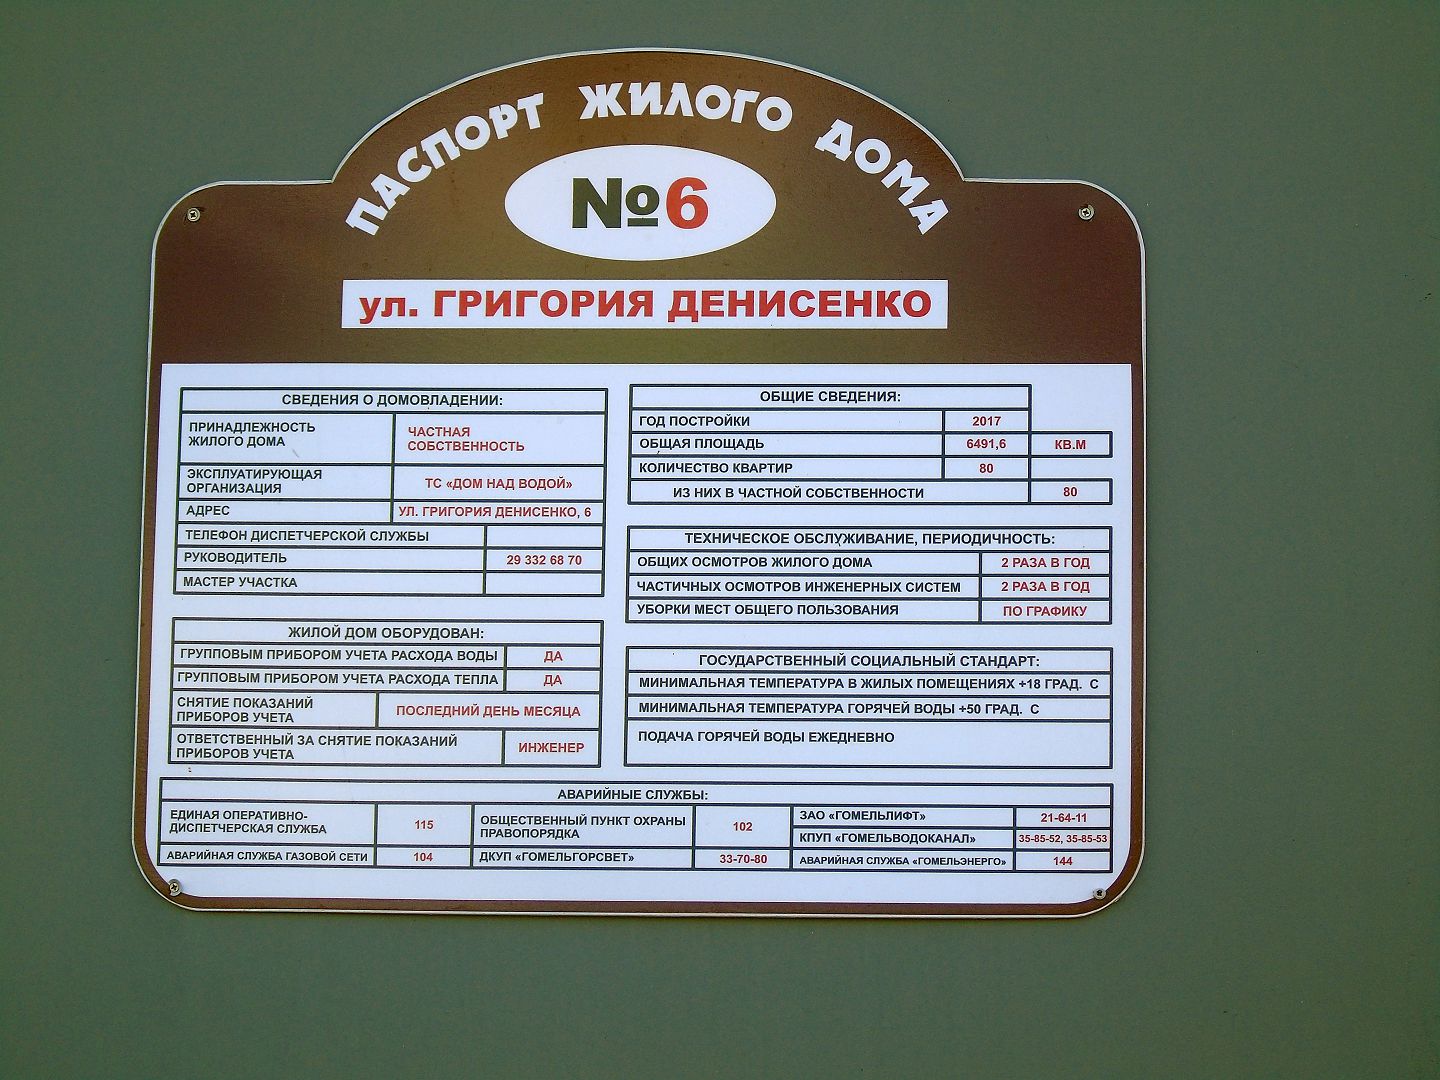 ПАСПОРТ ЖИЛОГО ДОМА
№6
ул. ГРИГОРИЯ ДЕНИСЕНКО
СВЕДЕНИЯ О ДОМОВЛАДЕНИИ:
ПРИНАДЛЕЖНОСТЬ
ЖИЛОГО ДОМА
ЧАСТНАЯ
СОБСТВЕННОСТЬ
ЭКСПЛУАТИРУЮЩАЯ
ОРГАНИЗАЦИЯ
ТС «ДОМ НАД ВОДОЙ»
АДРЕС УЛ. ГРИГОРИЯ ДЕНИСЕНКО, 6
ТЕЛЕФОН ДИСПЕТЧЕРСКОЙ СЛУЖБЫ
РУКОВОДИТЕЛЬ 29 332 68 70
МАСТЕР УЧАСТКА
ЖИЛОЙ ДОМ ОБОРУДОВАН:
ГРУППОВЫМ ПРИБОРОМ УЧЕТА РАСХОДА ВОДЫ ДА
ГРУППОВЫМ ПРИБОРОМ УЧЕТА РАСХОДА ТЕПЛА ДА
СНЯТИЕ ПОКАЗАНИЙ
ПРИБОРОВ УЧЕТА
ПОСЛЕДНИЙ ДЕНЬ МЕСЯЦА
ОТВЕТСТВЕННЫЙ ЗА СНЯТИЕ ПОКАЗАНИЙ
ПРИБОРОВ УЧЕТА
ИНЖЕНЕР
ОБЩИЕ СВЕДЕНИЯ:
ГОД ПОСТРОЙКИ 2017
ОБЩАЯ ПЛОЩАДЬ 6491,6 КВ.М
КОЛИЧЕСТВО КВАРТИР 80
ИЗ НИХ В ЧАСТНОЙ СОБСТВЕННОСТИ 80
ТЕХНИЧЕСКОЕ ОБСЛУЖИВАНИЕ, ПЕРИОДИЧНОСТЬ:
ОБЩИХ ОСМОТРОВ ЖИЛОГО ДОМА 2 РАЗА В ГОД
ЧАСТИЧНЫХ ОСМОТРОВ ИНЖЕНЕРНЫХ СИСТЕМ 2 РАЗА В ГОД
УБОРКИ МЕСТ ОБЩЕГО ПОЛЬЗОВАНИЯ ПО ГРАФИКУ
ГОСУДАРСТВЕННЫЙ СОЦИАЛЬНЫЙ СТАНДАРТ:
МИНИМАЛЬНАЯ ТЕМПЕРАТУРА В ЖИЛЫХ ПОМЕЩЕНИЯХ +18 ГРАД. С
МИНИМАЛЬНАЯ ТЕМПЕРАТУРА ГОРЯЧЕЙ ВОДЫ +50 ГРАД. С
ПОДАЧА ГОРЯЧЕЙ ВОДЫ ЕЖЕДНЕВНО
АВАРИЙНЫЕ СЛУЖБЫ:
ЕДИНАЯ ОПЕРАТИВНО-
ДИСПЕТЧЕРСКАЯ СЛУЖБА
115
АВАРИЙНАЯ СЛУЖБА ГАЗОВОЙ СЕТИ 104
ОБЩЕСТВЕННЫЙ ПУНКТ ОХРАНЫ
ПРАВОПОРЯДКА
102
ДКУП «ГОМЕЛЬГОРСВЕТ» 33-70-80
ЗАО «ГОМЕЛЬЛИФТ» 21-64-11
КПУП «ГОМЕЛЬВОДОКАНАЛ» 35-85-52, 35-85-53
АВАРИЙНАЯ СЛУЖБА «ГОМЕЛЬЭНЕРГО» 144